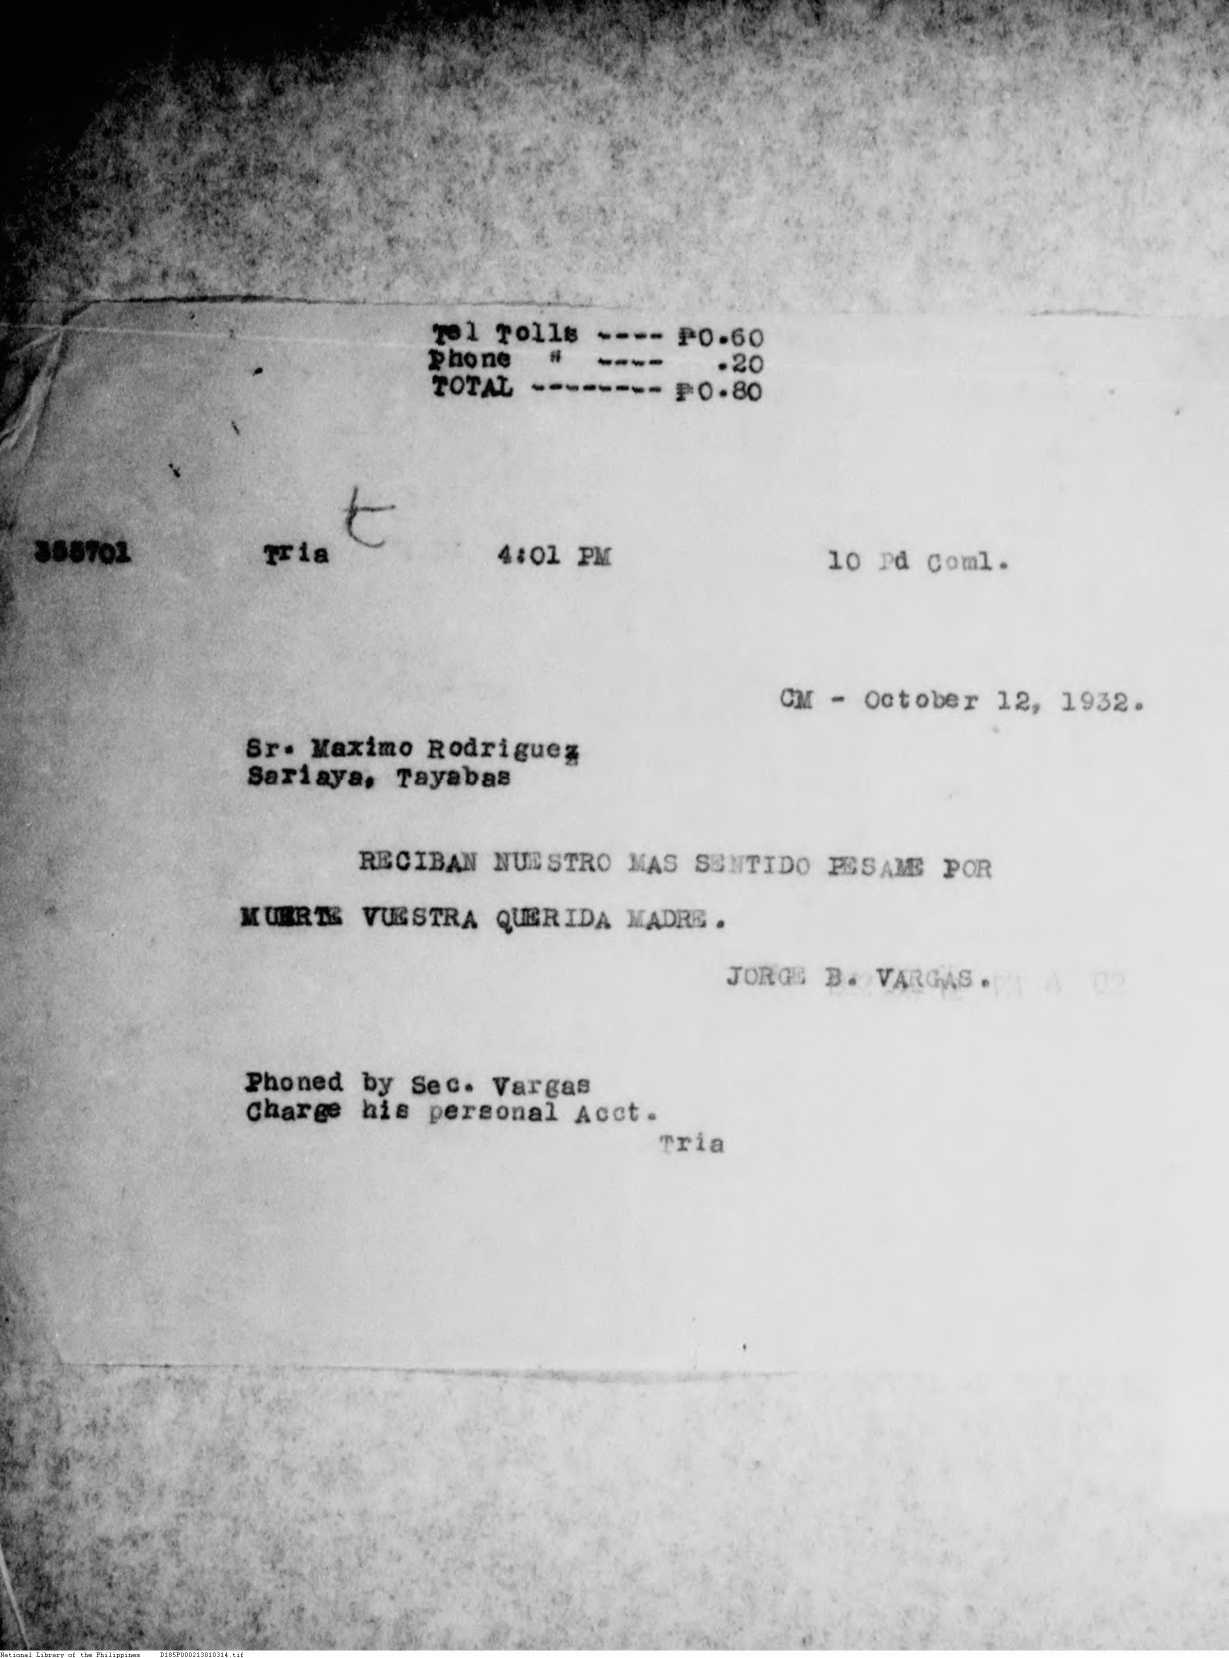 Tel Tolls ---- ₱0.60
Phone " ---- .20
TOTAL -------- ₱0.80
t
Tria 4:01 PM 10 Pd Coml.
CM - October 12, 1932.
Sr. Maximo Rodriguez
Sariaya, Tayabas
RECIBAN NUESTRO MAS SENTIDO PESAME POR
MUERTE VUESTRA QUERIDA MADRE.
JORGE B. VARGAS.
Phoned by Sec. Vargas
Charge his personal Acct.
Tria
National Library of the Philippines D185P000213810314.tif